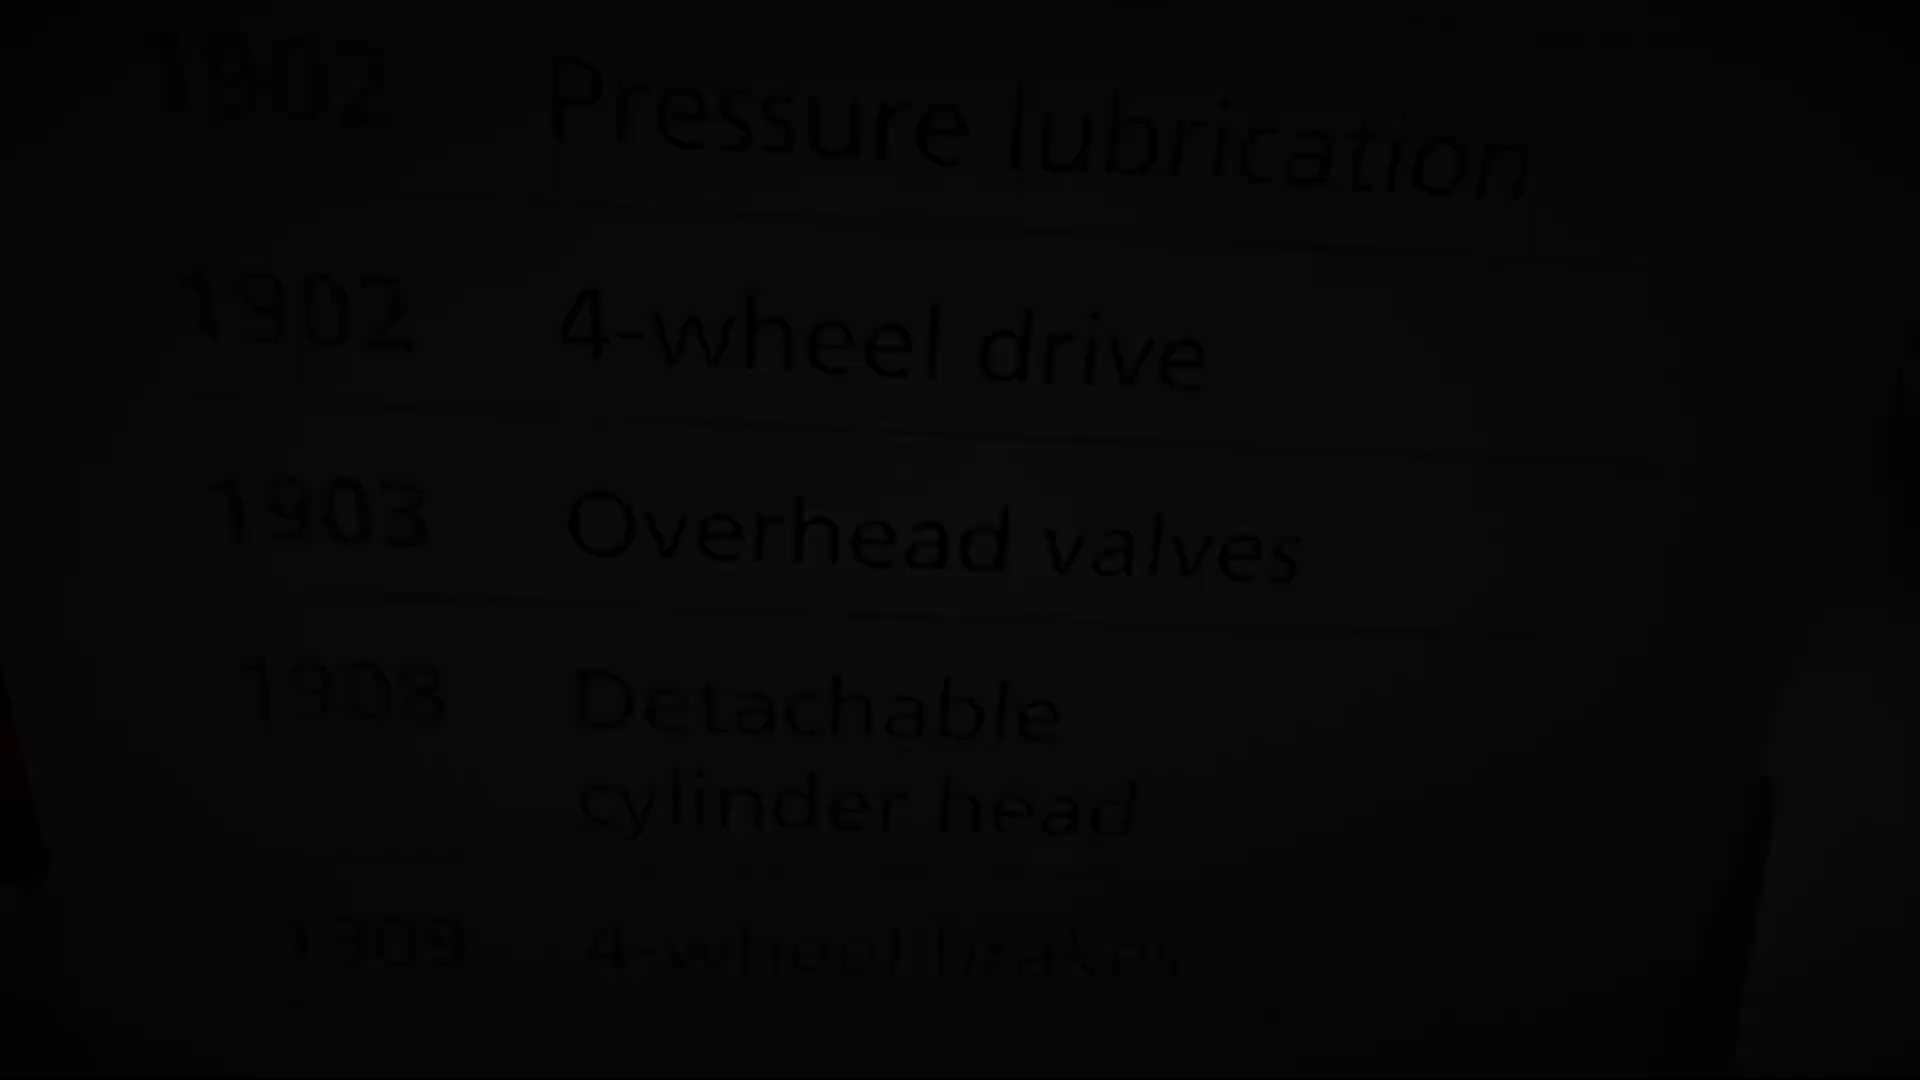 1902 Pressure lubrication
1902 4-wheel drive
1903 Overhead valves
1908 Detachable
cylinder head
1909 4-wheel brakes